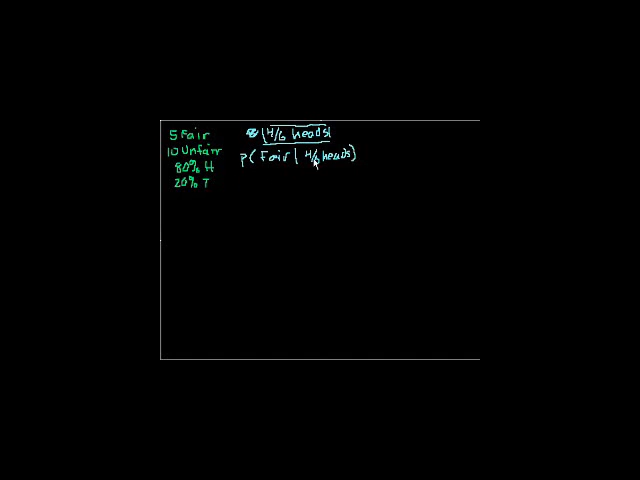 5 Fair
10 Unfair
80% H
20% T
4/6 heads
P( Fair | 4/6 heads)